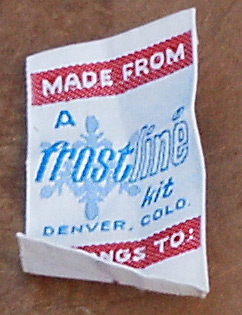 MADE FROM
A
frostline
kit
DENVER, COLO.
NGS TO: